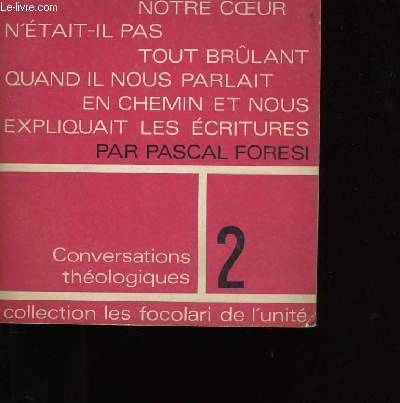 Le-livre.com
NOTRE CŒUR
N'ÉTAIT-IL PAS
TOUT BRÛLANT
QUAND IL NOUS PARLAIT
EN CHEMIN ET NOUS
EXPLIQUAIT LES ÉCRITURES
PAR PASCAL FORESI
Conversations
théologiques
2
collection les focolari de l'unité